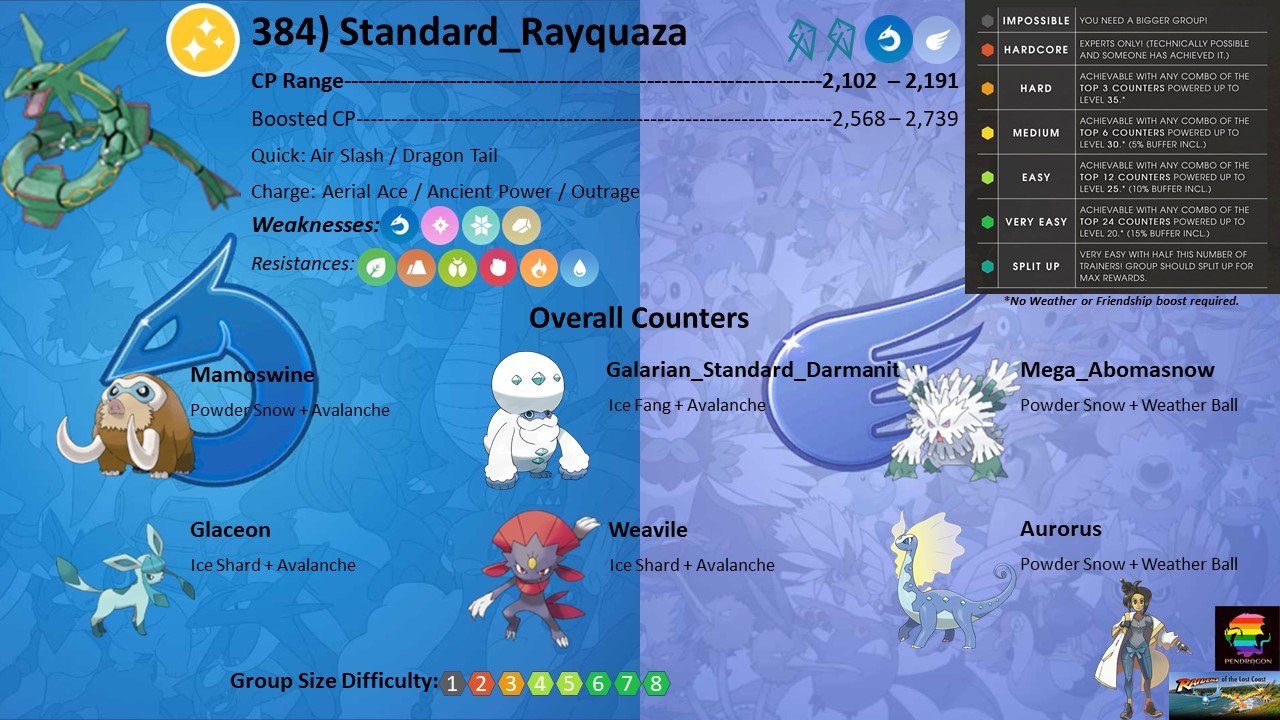 384) Standard_Rayquaza
CP Range--------------------------------------------------------------------------2,102 – 2,191
Boosted CP--------------------------------------------------------------------------2,568 – 2,739
Quick: Air Slash / Dragon Tail
Charge: Aerial Ace / Ancient Power / Outrage
Weaknesses:
Resistances:
IMPOSSIBLE YOU NEED A BIGGER GROUP!
HARDCORE EXPERTS ONLY! (TECHNICALLY POSSIBLE
AND SOMEONE HAS ACHIEVED IT.)
HARD ACHIEVABLE WITH ANY COMBO OF THE
TOP 3 COUNTERS POWERED UP TO
LEVEL 35.*
MEDIUM ACHIEVABLE WITH ANY COMBO OF THE
TOP 6 COUNTERS POWERED UP TO
LEVEL 30.* (5% BUFFER INCL.)
EASY ACHIEVABLE WITH ANY COMBO OF THE
TOP 12 COUNTERS POWERED UP TO
LEVEL 25.* (10% BUFFER INCL.)
VERY EASY ACHIEVABLE WITH ANY COMBO OF THE
TOP 24 COUNTERS POWERED UP TO
LEVEL 20.* (15% BUFFER INCL.)
SPLIT UP VERY EASY WITH HALF THIS NUMBER OF
TRAINERS! GROUP SHOULD SPLIT UP FOR
MAX REWARDS.
*No Weather or Friendship boost required.
Overall Counters
Mamoswine
Powder Snow + Avalanche
Galarian_Standard_Darmanit
Ice Fang + Avalanche
Mega_Abomasnow
Powder Snow + Weather Ball
Glaceon
Ice Shard + Avalanche
Weavile
Ice Shard + Avalanche
Aurorus
Powder Snow + Weather Ball
Group Size Difficulty: 1 2 3 4 5 6 7 8
PENDRAGON
RAIDERS of the Lost Coast